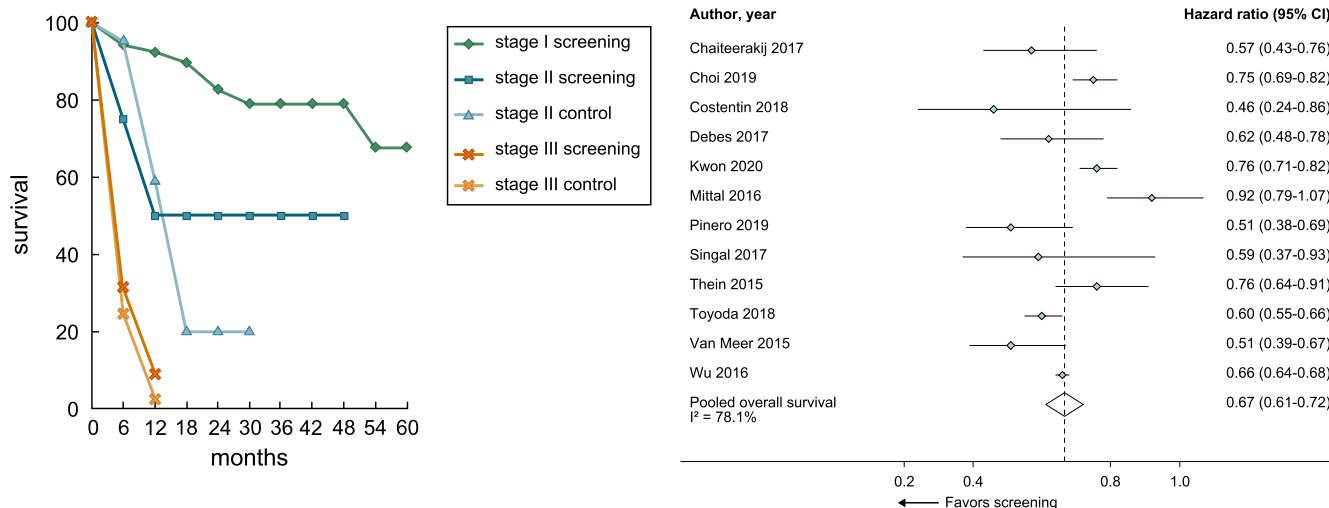 100
80
60
40
20
0
survival
0 6 12 18 24 30 36 42 48 54 60
months
stage I screening
stage II screening
stage II control
stage III screening
stage III control
Author, year Hazard ratio (95% CI)
Chaiteerakij 2017 0.57 (0.43-0.76)
Choi 2019 0.75 (0.69-0.82)
Costentin 2018 0.46 (0.24-0.86)
Debes 2017 0.62 (0.48-0.78)
Kwon 2020 0.76 (0.71-0.82)
Mittal 2016 0.92 (0.79-1.07)
Pinero 2019 0.51 (0.38-0.69)
Singal 2017 0.59 (0.37-0.93)
Thein 2015 0.76 (0.64-0.91)
Toyoda 2018 0.60 (0.55-0.66)
Van Meer 2015 0.51 (0.39-0.67)
Wu 2016 0.66 (0.64-0.68)
Pooled overall survival 0.67 (0.61-0.72)
I² = 78.1%
0.2 0.4 0.8 1.0
Favors screening